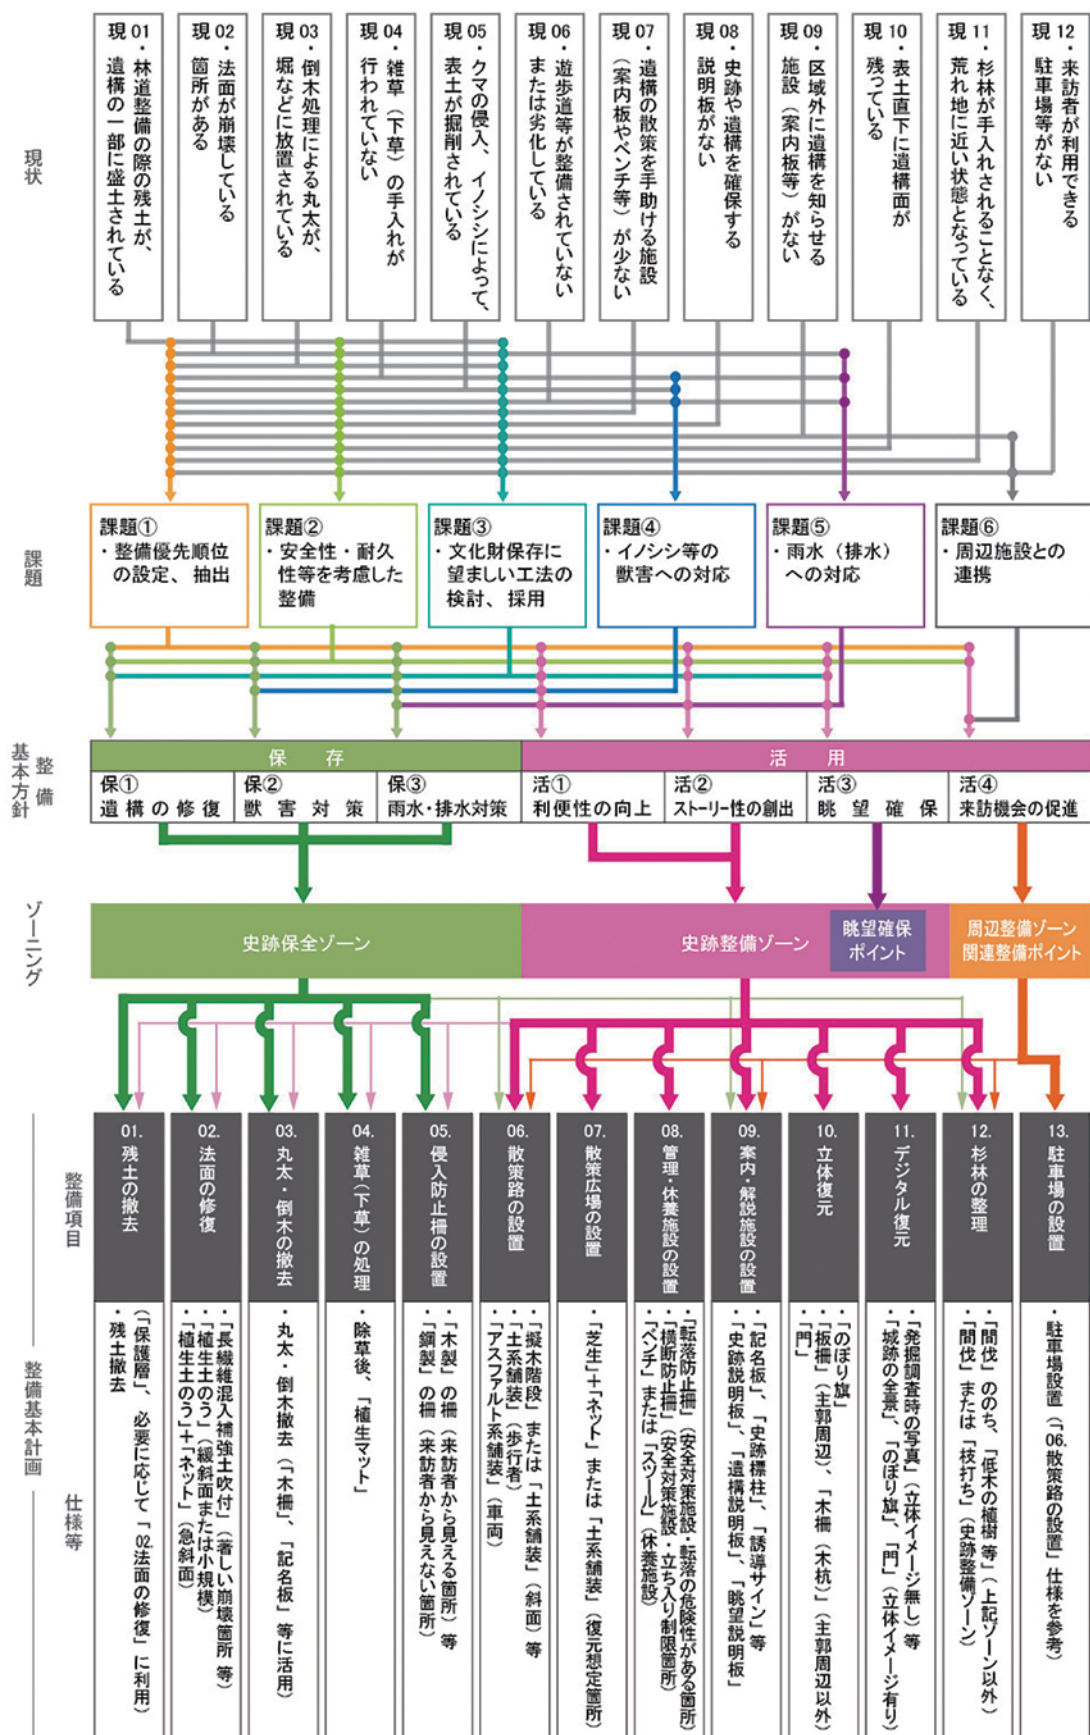 現状
現 01
・林道整備の際の残土が、
遺構の一部に盛土されている
現 02
・法面が崩壊している
箇所がある
現 03
・倒木処理による丸太が、
堀などに放置されている
現 04
・雑草（下草）の手入れが
行われていない
現 05
・クマの侵入、イノシシによって、
表土が掘削されている
現 06
・遊歩道等が整備されていない
または劣化している
現 07
・遺構の散策を手助ける施設
（案内板やベンチ等）が少ない
現 08
・史跡や遺構を確保する
説明板がない
現 09
・区域外に遺構を知らせる
施設（案内板等）がない
現 10
・表土直下に遺構面が
残っている
現 11
・杉林が手入れされることなく、
荒れ地に近い状態となっている
現 12
・来訪者が利用できる
駐車場等がない
課題
課題①
・整備優先順位
の設定、抽出
課題②
・安全性・耐久
性等を考慮した
整備
課題③
・文化財保存に
望ましい工法の
検討、採用
課題④
・イノシシ等の
獣害への対応
課題⑤
・雨水（排水）
への対応
課題⑥
・周辺施設との
連携
整備
基本方針
保存
活用
保①
遺構の修復
保②
獣害対策
保③
雨水・排水対策
活①
利便性の向上
活②
ストーリー性の創出
活③
眺望確保
活④
来訪機会の促進
ゾーニング
史跡保全ゾーン
史跡整備ゾーン
眺望確保
ポイント
周辺整備ゾーン
関連整備ポイント
整備基本計画
整備項目
01.
残土の撤去
02.
法面の修復
03.
丸太・倒木の撤去
04.
雑草（下草）の処理
05.
侵入防止柵の設置
06.
散策路の設置
07.
散策広場の設置
08.
管理・休養施設の設置
09.
案内・解説施設の設置
10.
立体復元
11.
デジタル復元
12.
杉林の整理
13.
駐車場の設置
仕様等
（「保護層」、必要に応じて「02.法面の修復」に利用）
・残土撤去
・「長繊維混入補強土吹付」（著しい崩壊箇所 等）
・「植生土のう」（緩斜面または小規模）
・「植生土のう」＋「ネット」（急斜面）
・丸太・倒木撤去（「木柵」、「記名板」等に活用）
・除草後、「植生マット」
・「木製」の柵（来訪者から見える箇所）等
・「鋼製」の柵（来訪者から見えない箇所）
・「擬木階段」または「土系舗装」（斜面）等
・「土系舗装」（歩行者）
・「アスファルト系舗装」（車両）
・「芝生」＋「ネット」または「土系舗装」（復元想定箇所）
・「転落防止柵」（安全対策施設・転落の危険性がある箇所）
・「横断防止柵」（安全対策施設・立ち入り制限箇所）
・「ベンチ」または「スツール」（休養施設）
・「記名板」、「史跡標柱」、「誘導サイン」等
・「史跡説明板」、「遺構説明板」、「眺望説明板」
・「のぼり旗」
・「板柵」（主郭周辺）、「木柵（木杭）」（主郭周辺以外）
・「門」
・「発掘調査時の写真」（立体イメージ無し）等
・「城跡の全景」、「のぼり旗」、「門」（立体イメージ有り）
・「間伐」ののち、「低木の植樹 等」（上記ゾーン以外）
・「間伐」または「枝打ち」（史跡整備ゾーン）
・駐車場設置（「06.散策路の設置」仕様を参考）